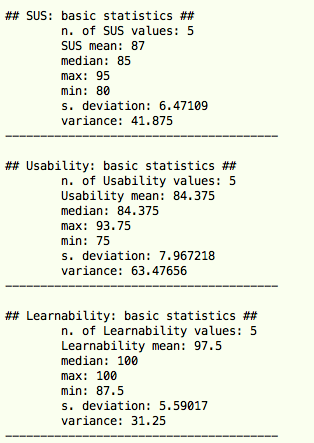 ## SUS: basic statistics ##
n. of SUS values: 5
SUS mean: 87
median: 85
max: 95
min: 80
s. deviation: 6.47109
variance: 41.875
---------------------------------------
## Usability: basic statistics ##
n. of Usability values: 5
Usability mean: 84.375
median: 84.375
max: 93.75
min: 75
s. deviation: 7.967218
variance: 63.47656
---------------------------------------
## Learnability: basic statistics ##
n. of Learnability values: 5
Learnability mean: 97.5
median: 100
max: 100
min: 87.5
s. deviation: 5.59017
variance: 31.25
---------------------------------------